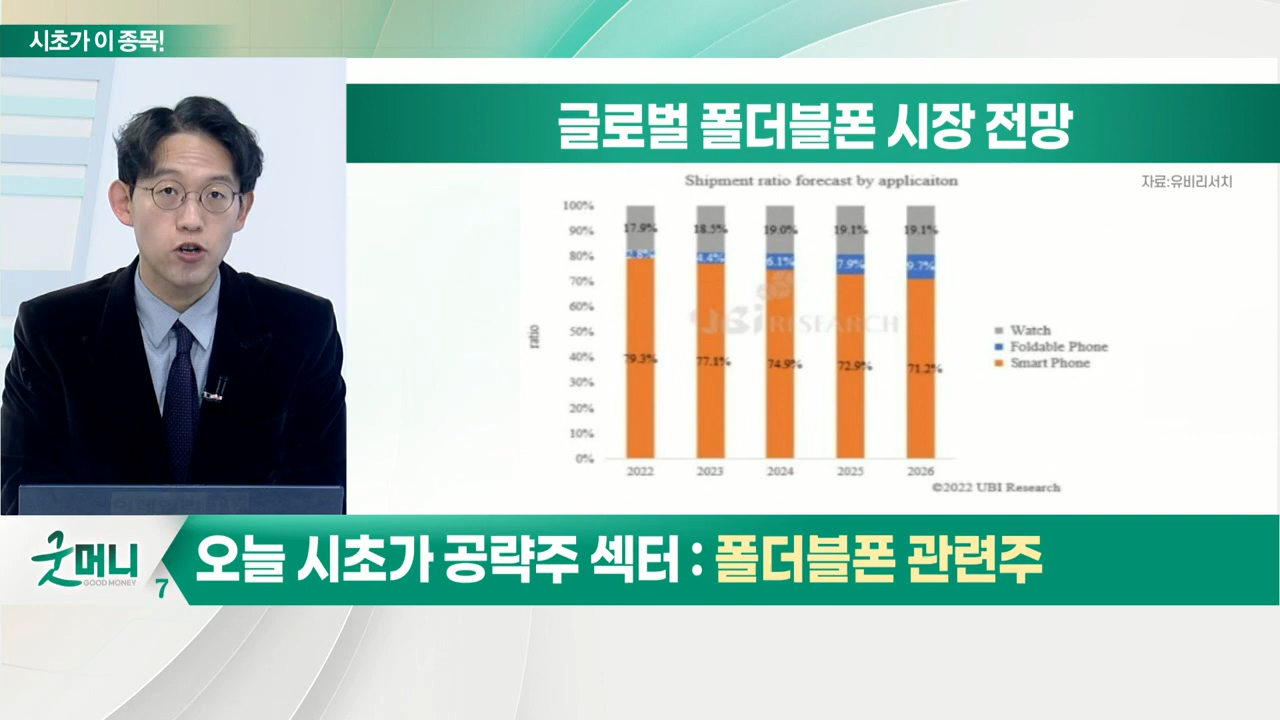 시초가 이 종목!
글로벌 폴더블폰 시장 전망
Shipment ratio forecast by applicaiton
자료:유비리서치
100%
90%
80%
70%
60%
50%
40%
30%
20%
10%
0%
ratio
17.9% 18.5% 19.0% 19.1% 19.1%
2.8% 4.4% 6.1% 7.9% 9.7%
79.3% 77.1% 74.9% 72.9% 71.2%
UBI RESEARCH
Watch
Foldable Phone
Smart Phone
2022 2023 2024 2025 2026
©2022 UBI Research
굿머니
GOOD MONEY
7
오늘 시초가 공략주 섹터 : 폴더블폰 관련주